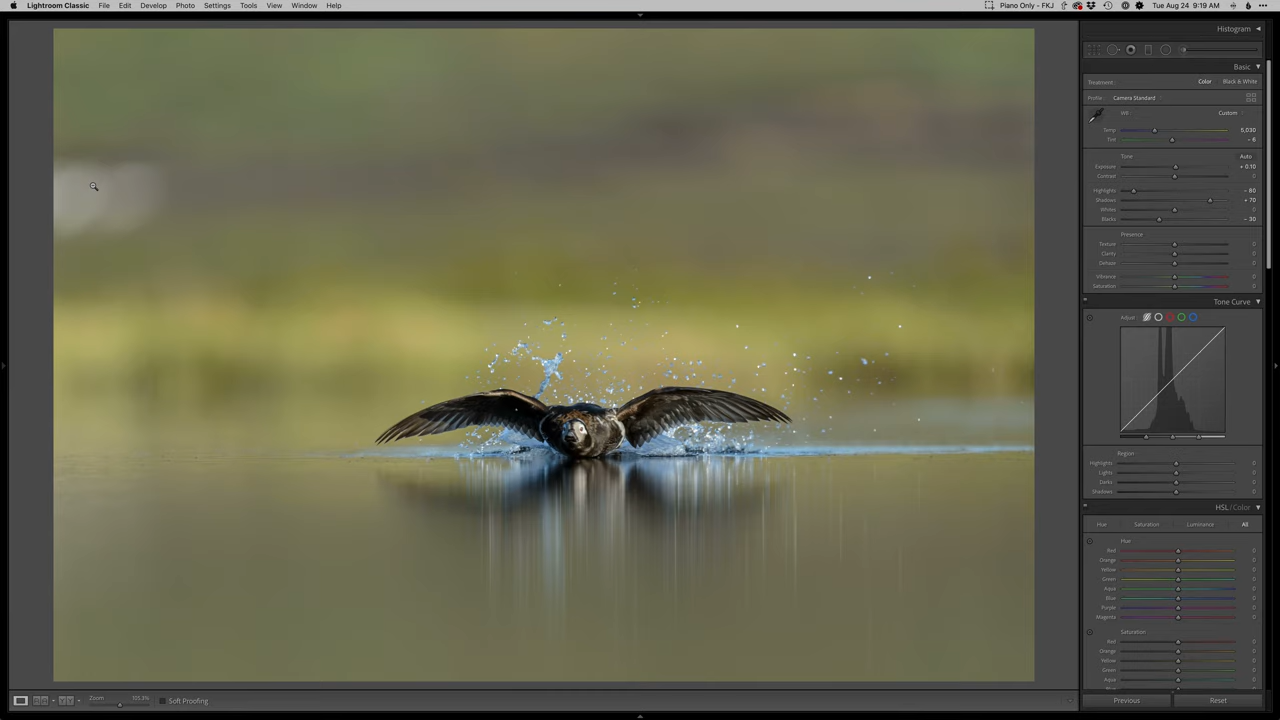 Lightroom Classic File Edit Develop Photo Settings Tools View Window Help Piano Only - FKJ Tue Aug 24 9:19 AM
Histogram
Basic
Treatment: Color Black & White
Profile Camera Standard
WB: Custom
Temp 5,030
Tint - 6
Tone Auto
Exposure + 0.10
Contrast 0
Highlights - 80
Shadows + 70
Whites 0
Blacks - 30
Presence
Texture 0
Clarity 0
Dehaze 0
Vibrance 0
Saturation 0
Tone Curve
Adjust:
Region
Highlights 0
Lights 0
Darks 0
Shadows 0
HSL / Color
Hue Saturation Luminance All
Hue
Red 0
Orange 0
Yellow 0
Green 0
Aqua 0
Blue 0
Purple 0
Magenta 0
Saturation
Red 0
Orange 0
Yellow 0
Green 0
Aqua 0
Zoom
Soft Proofing
Previous Reset